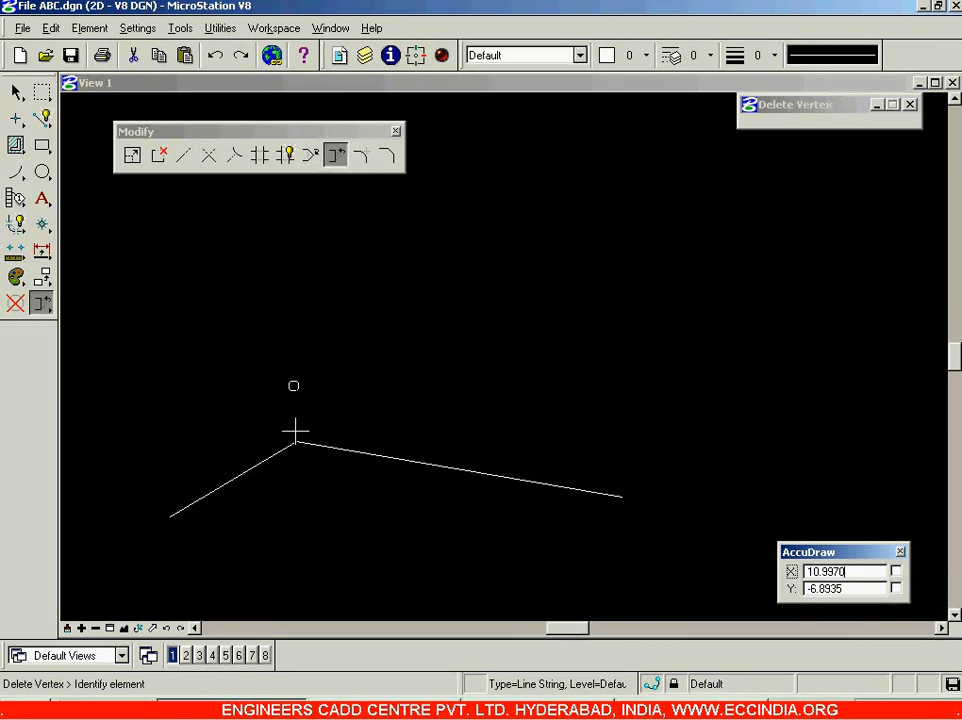 File ABC.dgn (2D - V8 DGN) - MicroStation V8
File Edit Element Settings Tools Utilities Workspace Window Help
Default 0 0 0
View 1
Delete Vertex
Modify
AccuDraw
X: 10.9970
Y: -6.8935
Default Views 1 2 3 4 5 6 7 8
Delete Vertex > Identify element Type=Line String, Level=Defau Default
ENGINEERS CADD CENTRE PVT. LTD. HYDERABAD, INDIA, WWW.ECCINDIA.ORG